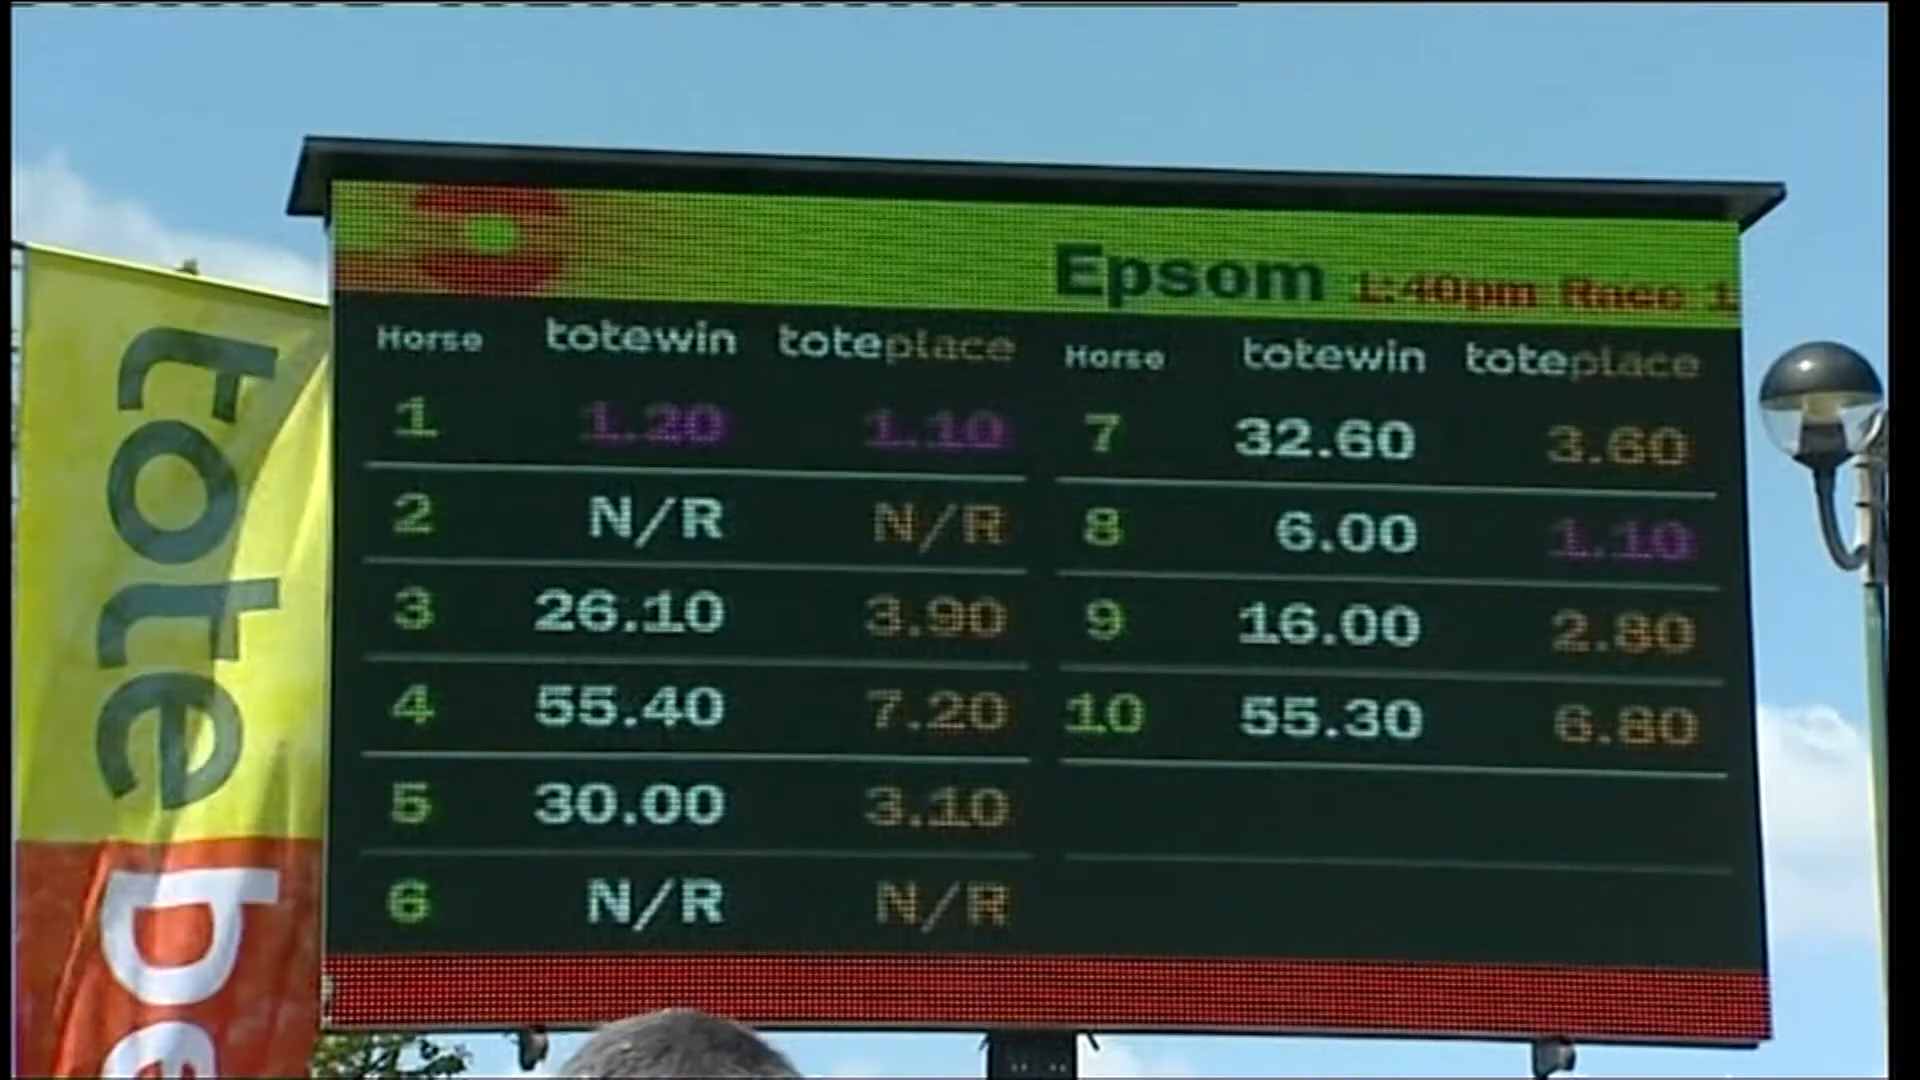 Epsom 1:40pm Race 1
Horse totewin toteplace Horse totewin toteplace
1 1.20 1.10 7 32.60 3.60
2 N/R N/R 8 6.00 1.10
3 26.10 3.90 9 16.00 2.80
4 55.40 7.20 10 55.30 6.80
5 30.00 3.10
6 N/R N/R
tote
be